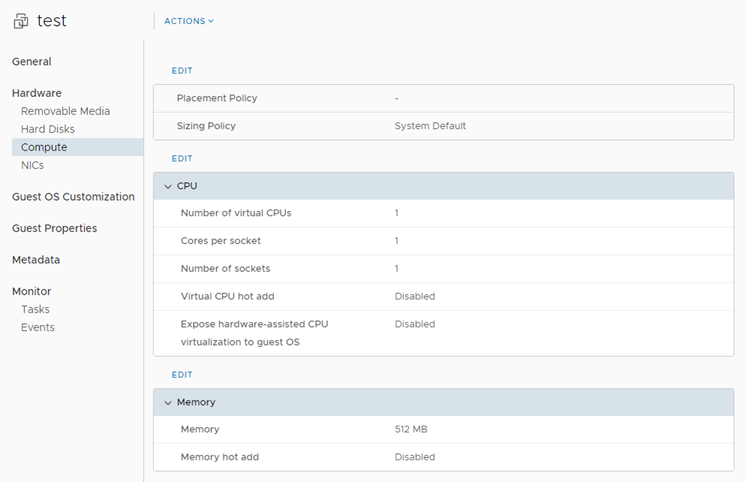 test
ACTIONS
General
Hardware
Removable Media
Hard Disks
Compute
NICs
Guest OS Customization
Guest Properties
Metadata
Monitor
Tasks
Events
EDIT
Placement Policy -
Sizing Policy System Default
EDIT
CPU
Number of virtual CPUs 1
Cores per socket 1
Number of sockets 1
Virtual CPU hot add Disabled
Expose hardware-assisted CPU Disabled
virtualization to guest OS
EDIT
Memory
Memory 512 MB
Memory hot add Disabled